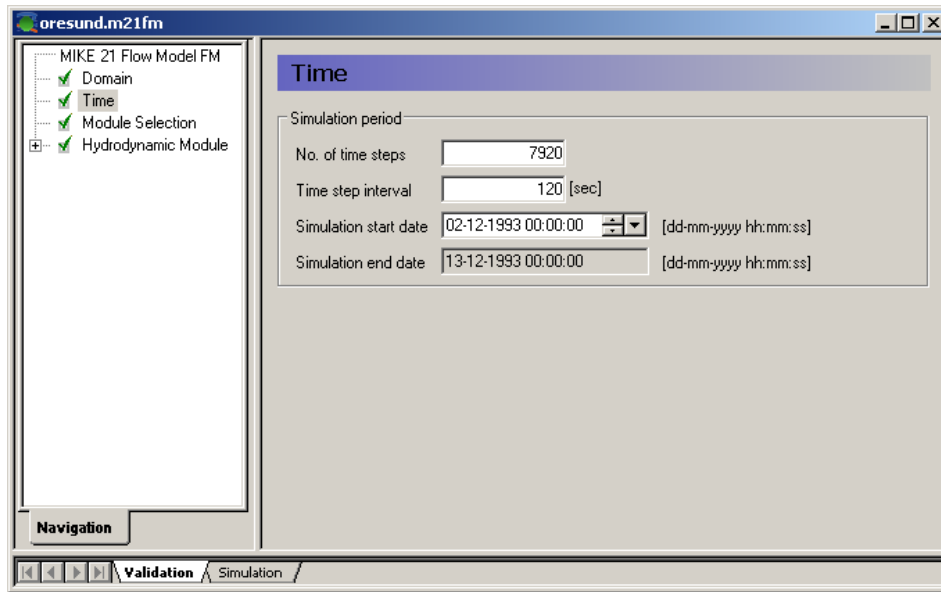 oresund.m21fm
MIKE 21 Flow Model FM
Domain
Time
Module Selection
Hydrodynamic Module
Navigation
Time
Simulation period
No. of time steps 7920
Time step interval 120 [sec]
Simulation start date 02-12-1993 00:00:00 [dd-mm-yyyy hh:mm:ss]
Simulation end date 13-12-1993 00:00:00 [dd-mm-yyyy hh:mm:ss]
Validation Simulation